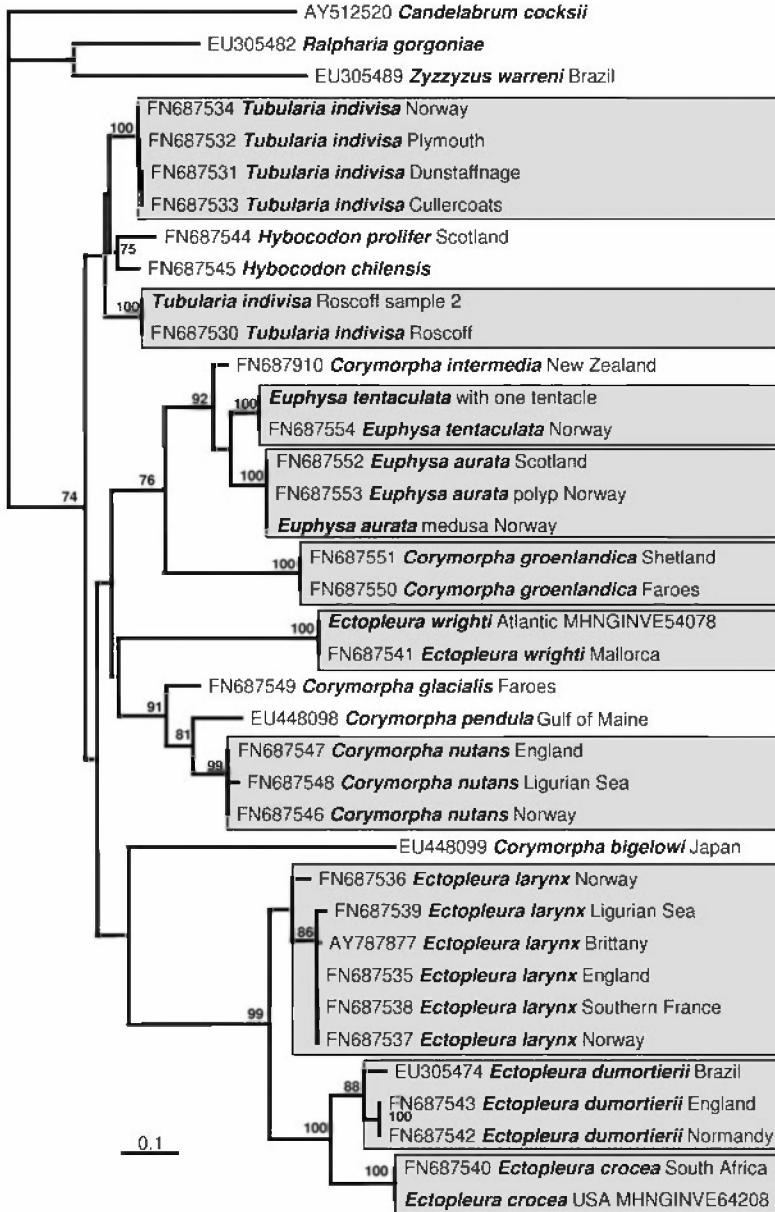 AY512520 Candelabrum cocksii
EU305482 Ralpharia gorgoniae
EU305489 Zyzzyzus warreni Brazil
FN687534 Tubularia indivisa Norway
100
FN687532 Tubularia indivisa Plymouth
FN687531 Tubularia indivisa Dunstaffnage
FN687533 Tubularia indivisa Cullercoats
FN687544 Hybocodon prolifer Scotland
75
FN687545 Hybocodon chilensis
Tubularia indivisa Roscoff sample 2
100
FN687530 Tubularia indivisa Roscoff
FN687910 Corymorpha intermedia New Zealand
92
Euphysa tentaculata with one tentacle
100
FN687554 Euphysa tentaculata Norway
FN687552 Euphysa aurata Scotland
76
100
FN687553 Euphysa aurata polyp Norway
74
Euphysa aurata medusa Norway
FN687551 Corymorpha groenlandica Shetland
100
FN687550 Corymorpha groenlandica Faroes
Ectopleura wrighti Atlantic MHNGINVE54078
100
FN687541 Ectopleura wrighti Mallorca
FN687549 Corymorpha glacialis Faroes
91
EU448098 Corymorpha pendula Gulf of Maine
81
FN687547 Corymorpha nutans England
99
FN687548 Corymorpha nutans Ligurian Sea
FN687546 Corymorpha nutans Norway
EU448099 Corymorpha bigelowi Japan
FN687536 Ectopleura larynx Norway
FN687539 Ectopleura larynx Ligurian Sea
86
AY787877 Ectopleura larynx Brittany
FN687535 Ectopleura larynx England
99
FN687538 Ectopleura larynx Southern France
FN687537 Ectopleura larynx Norway
EU305474 Ectopleura dumortierii Brazil
88
FN687543 Ectopleura dumortierii England
100
100
FN687542 Ectopleura dumortierii Normandy
0.1
FN687540 Ectopleura crocea South Africa
100
Ectopleura crocea USA MHNGINVE64208